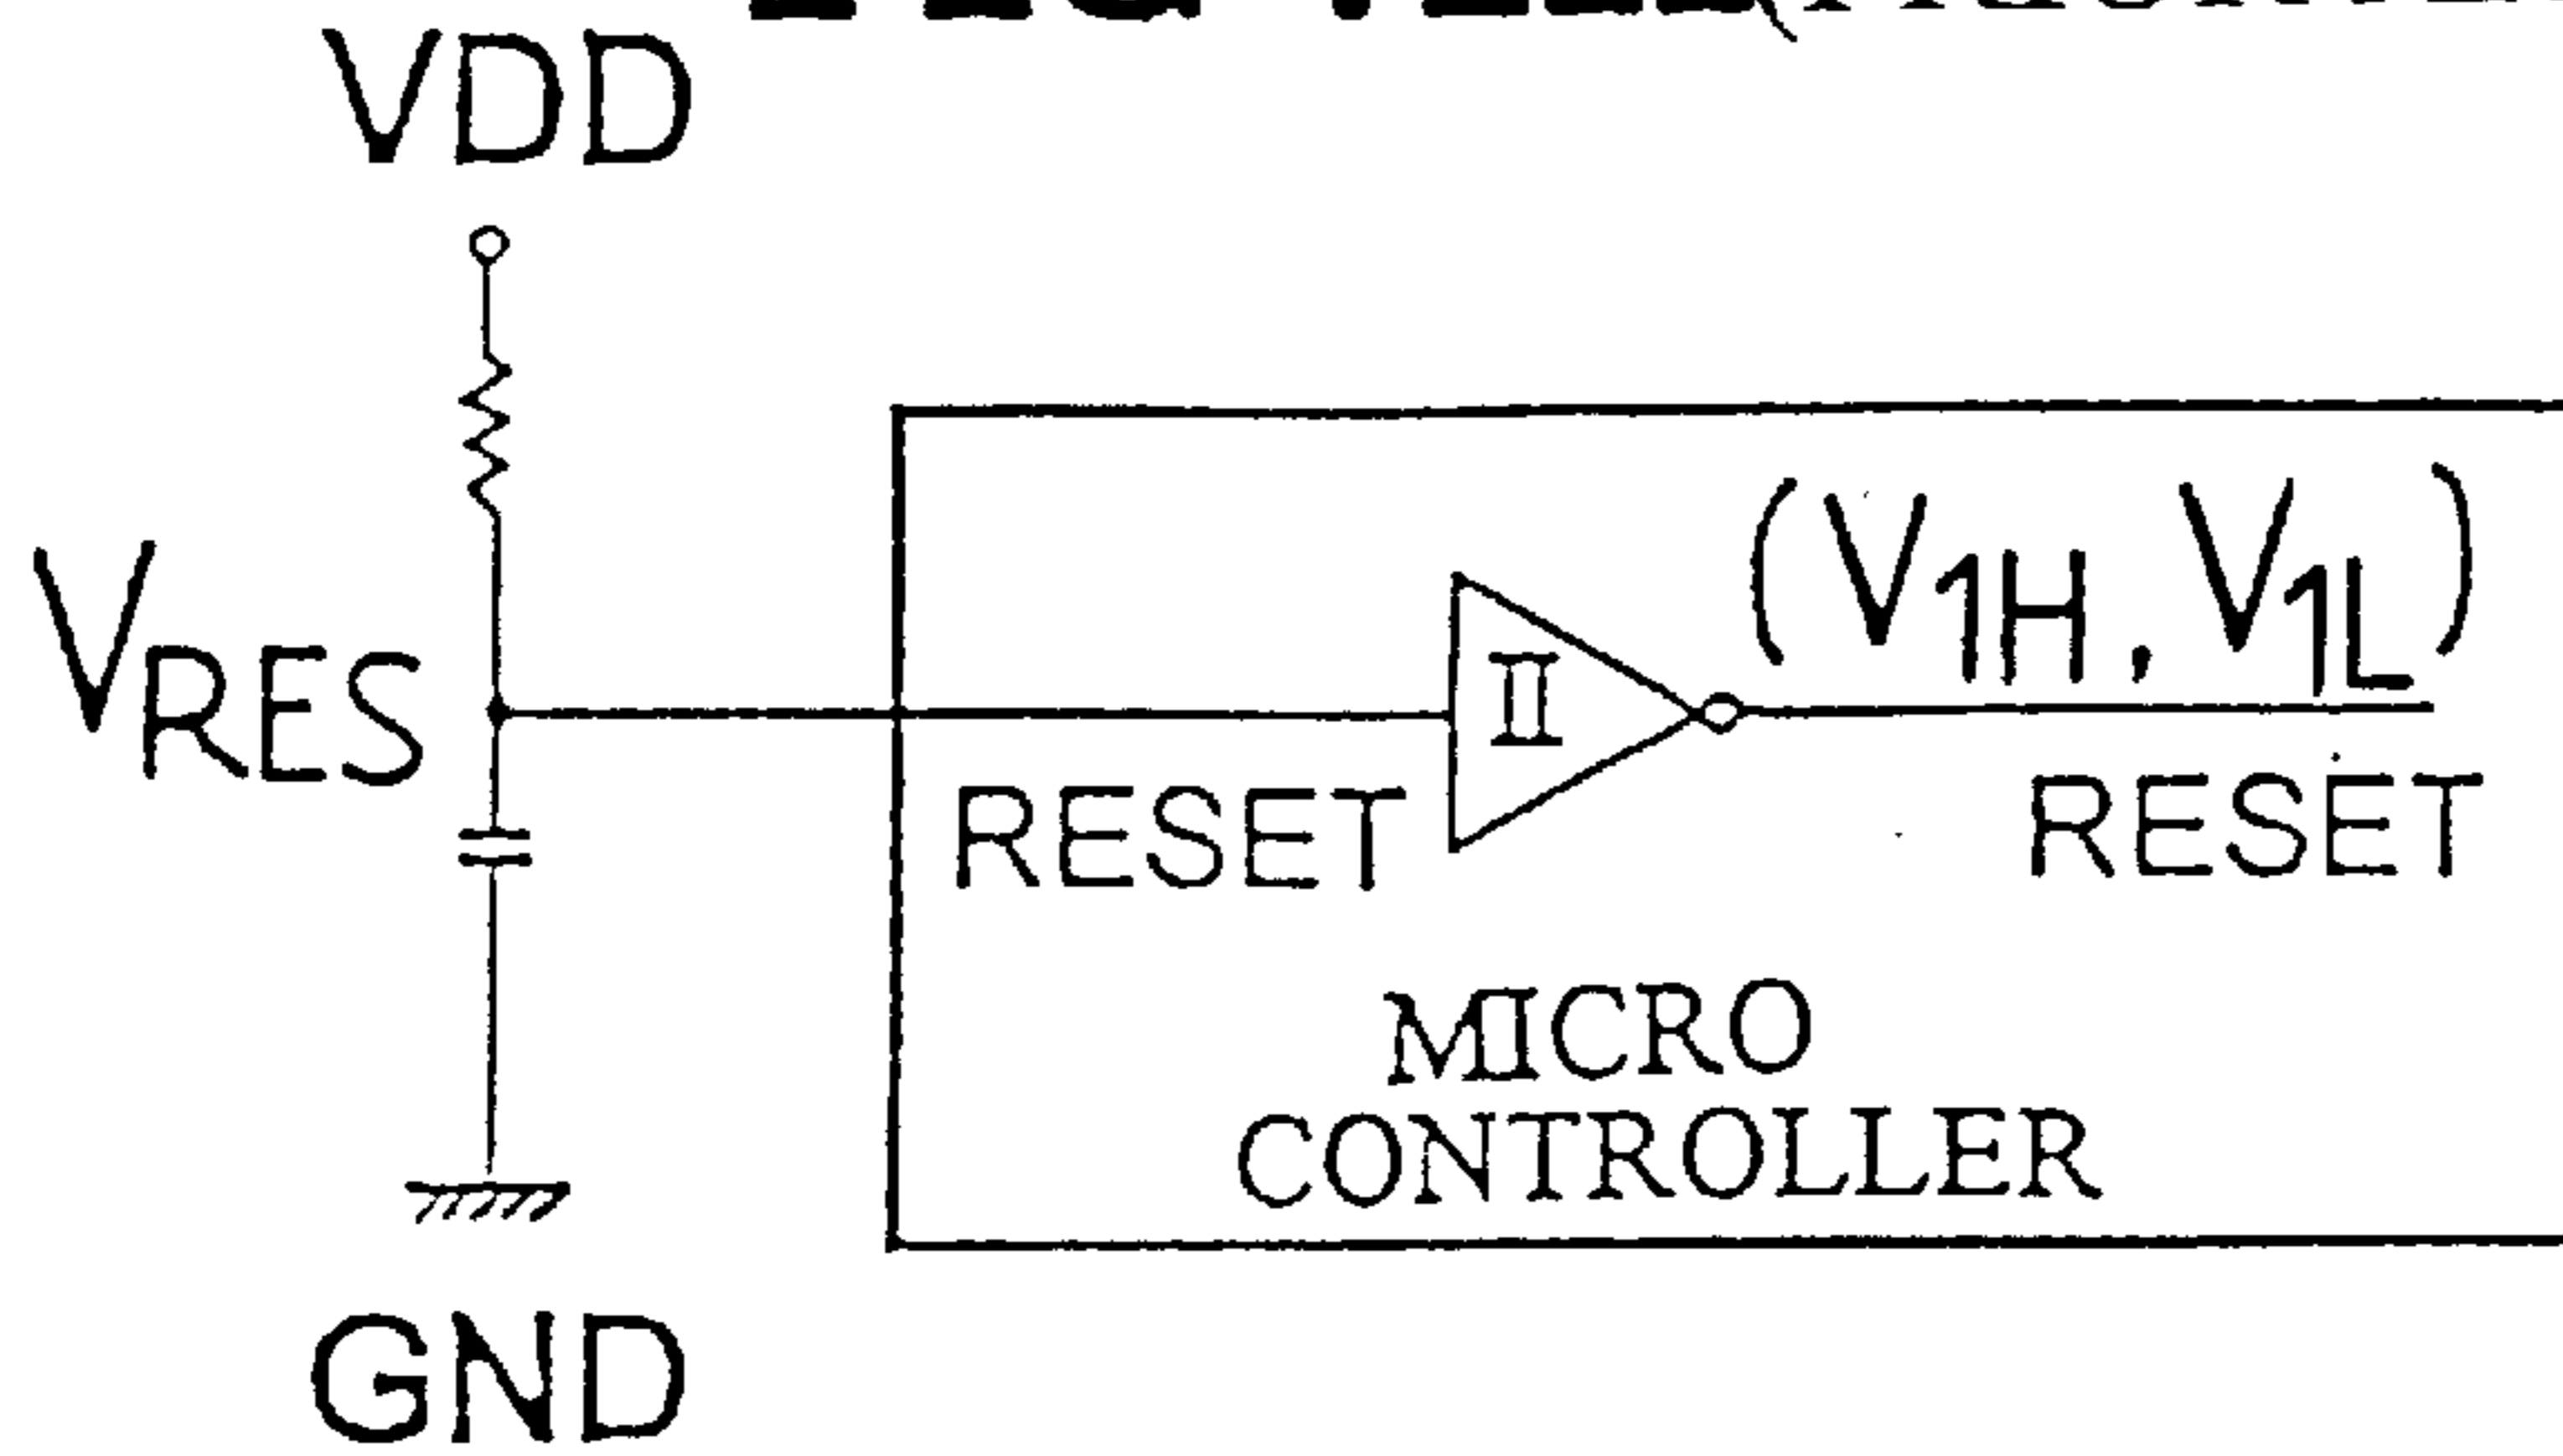 VDD
(V1H, V1L)
VRES
II
RESET
RESET
MICRO
CONTROLLER
GND